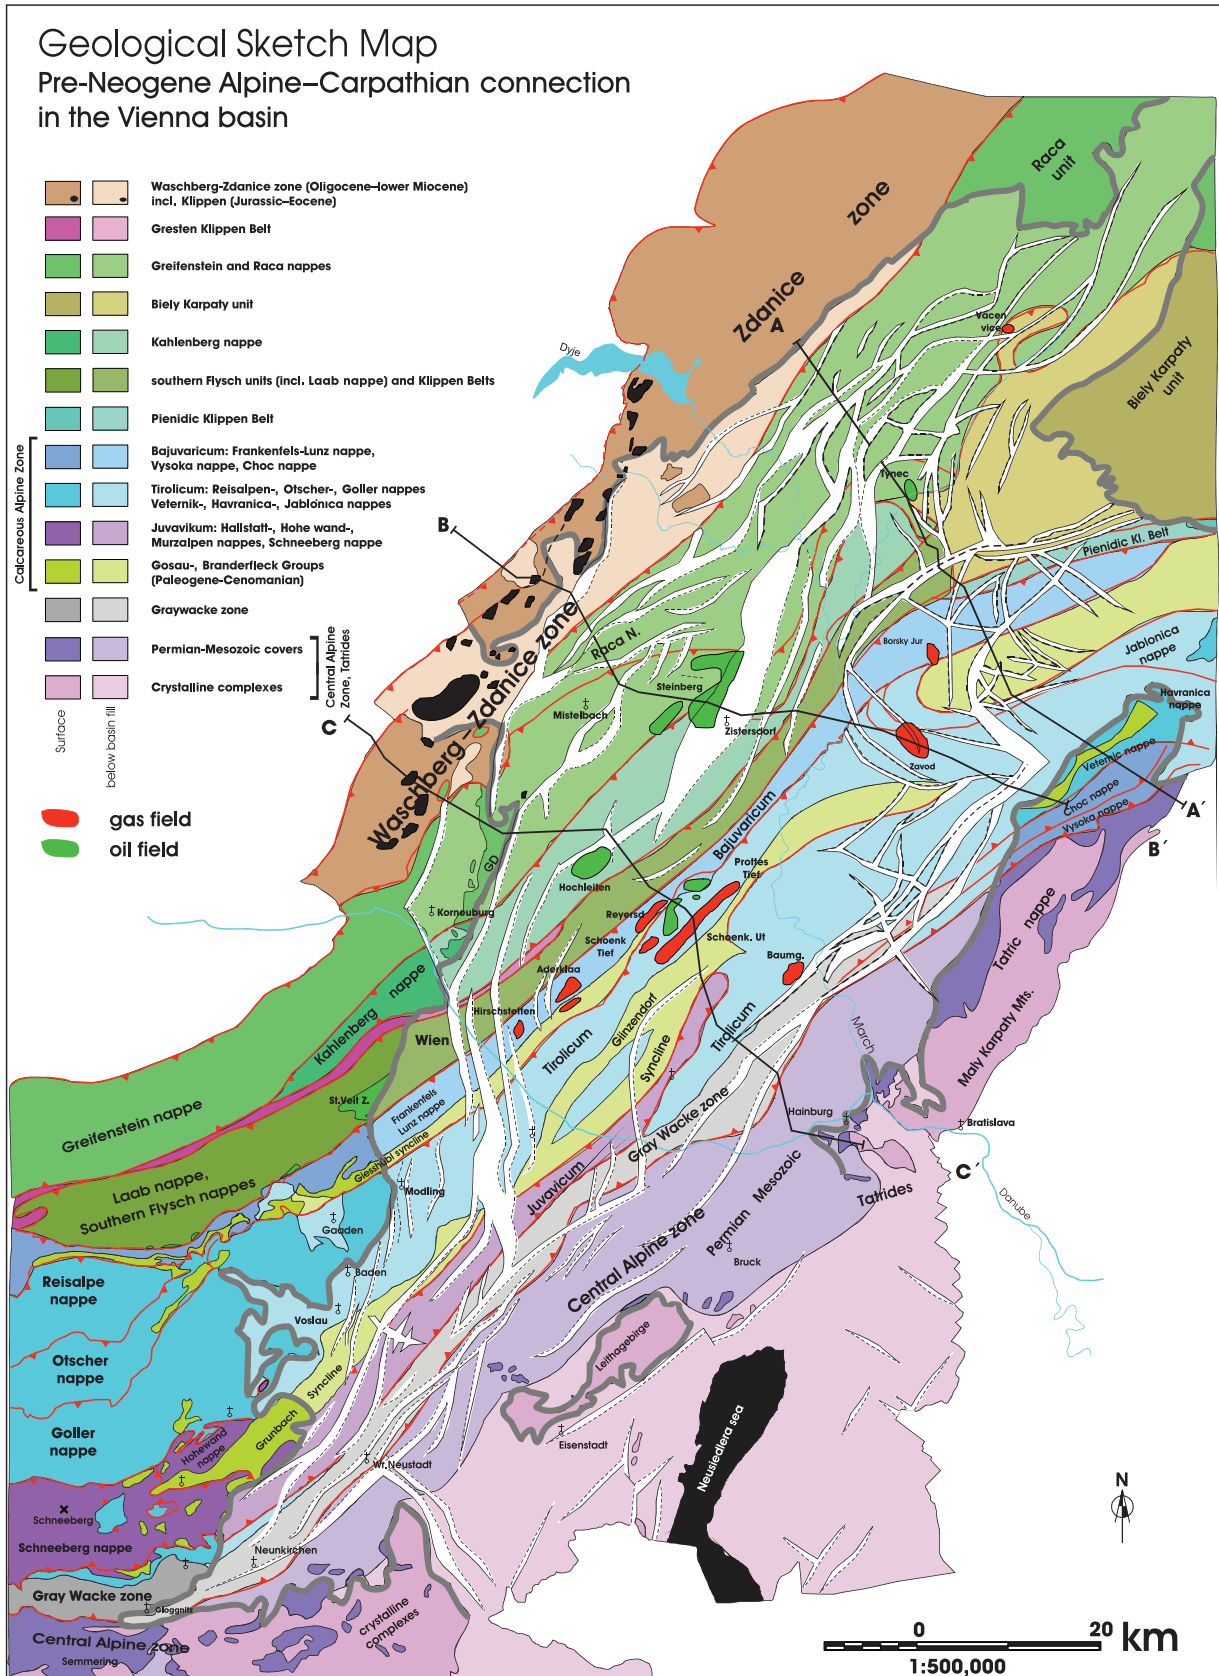 Geological Sketch Map
Pre-Neogene Alpine–Carpathian connection
in the Vienna basin
Waschberg-Zdanice zone (Oligocene–lower Miocene)
incl. Klippen (Jurassic–Eocene)
Gresten Klippen Belt
Greifenstein and Raca nappes
Biely Karpaty unit
Kahlenberg nappe
southern Flysch units (incl. Laab nappe) and Klippen Belts
Pienidic Klippen Belt
Calcareous Alpine Zone
Bajuvaricum: Frankenfels-Lunz nappe,
Vysoka nappe, Choc nappe
Tirolicum: Reisalpen-, Otscher-, Goller nappes
Veternik-, Havranica-, Jablonica nappes
Juvavikum: Hallstatt-, Hohe wand-,
Murzalpen nappes, Schneeberg nappe
Gosau-, Branderfleck Groups
(Paleogene-Cenomanian)
Graywacke zone
Permian-Mesozoic covers
Crystalline complexes
Central Alpine
Zone, Tatrides
Surface
below basin fill
gas field
oil field
Raca
unit
zone
Zdanice
A
Vacen
vice
Dyje
Biely Karpaty
unit
Tynec
B
Pienidic Kl. Belt
Borsky Jur
Jablonica
nappe
Raca N.
Steinberg
Havranica
nappe
Mistelbach
Zistersdorf
C
Waschberg – Zdanice zone
Zavod
Veternic nappe
Choc nappe
Vysoka nappe
A´
B´
Bajuvaricum
Prottes
Tief
GD
Hochleiten
Korneuburg
Reyersd
Schoenk
Tief
Schoenk. Ut
Baumg.
Tatric nappe
Aderklaa
Kahlenberg nappe
Hirschstetten
Wien
Tirolicum
Glinzendorf
Syncline
Tirolicum
March
Maly Karpaty Mts.
St.Veit Z.
Frankenfels
Lunz nappe
Greifenstein nappe
Giesshubl syncline
Gray Wacke zone
Hainburg
Bratislava
Laab nappe,
Southern Flysch nappes
Modling
Juvavicum
Permian Mesozoic
Tatrides
C´
Danube
Gaaden
Central Alpine zone
Bruck
Reisalpe
nappe
Baden
Voslau
Otscher
nappe
Syncline
Leithagebirge
Goller
nappe
Hohewand
nappe
Grunbach
Eisenstadt
Neusiedlera sea
Wr.Neustadt
Schneeberg
Schneeberg nappe
Neunkirchen
N
Gray Wacke zone
Gloggnitz
crystalline
complexes
Central Alpine zone
Semmering
0 20 km
1:500,000